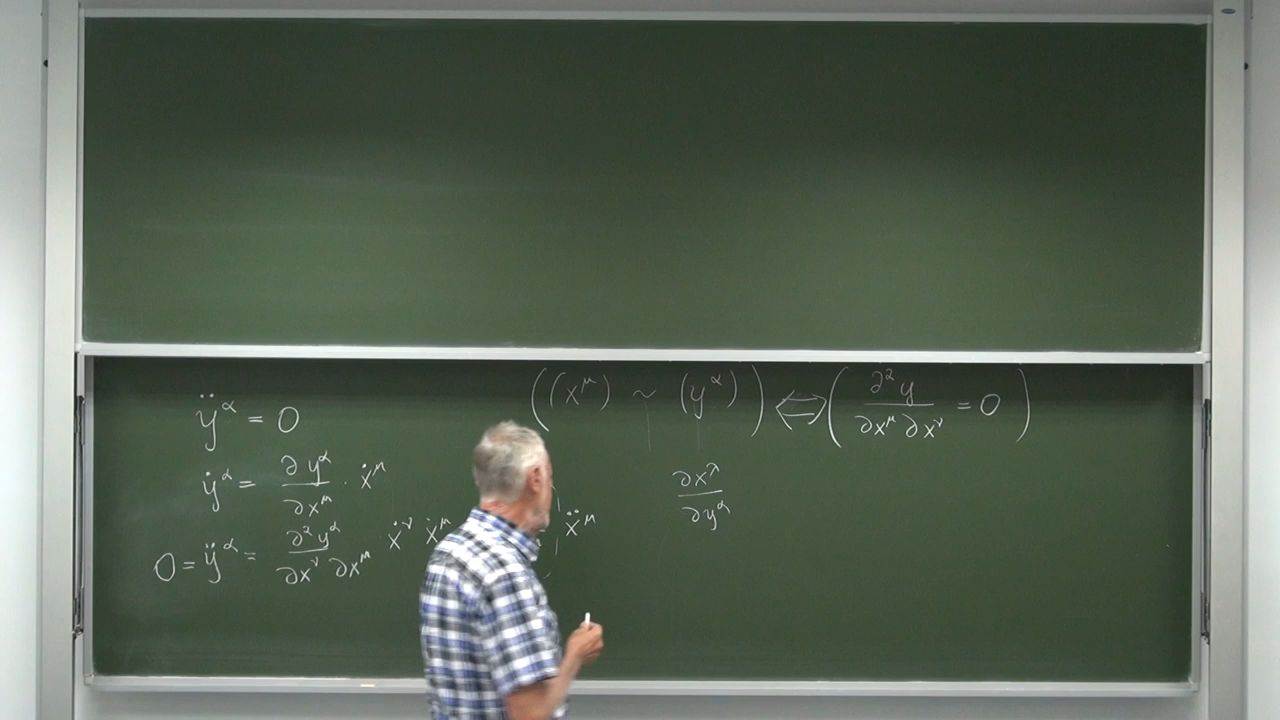 ÿ^α = 0
ẏ^α = ∂y^α/∂x^μ · ẋ^μ
0 = ÿ^α = ∂²y^α/∂x^ν ∂x^μ ẋ^ν ẋ^μ ẍ^μ
((x^μ) ~ (y^α)) ⇔ (∂²y/∂x^μ ∂x^ν = 0)
∂x^λ/∂y^α